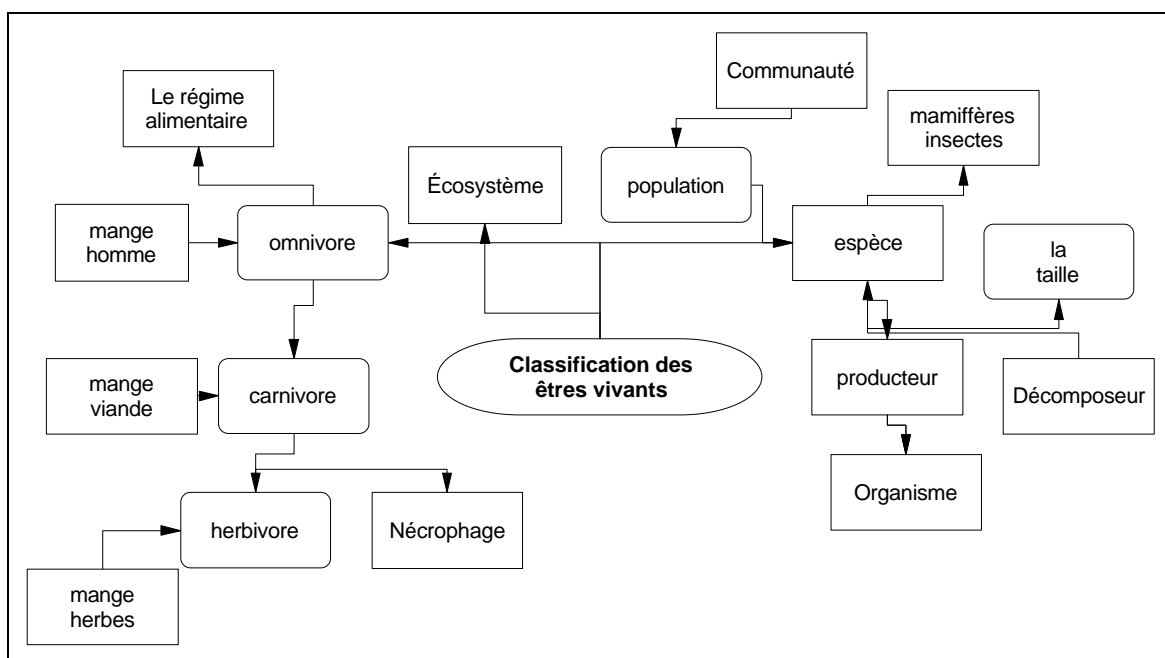 Communauté
Le régime
alimentaire
mamiffères
insectes
Écosystème
population
mange
homme
omnivore
espèce
la
taille
Classification des
êtres vivants
mange
viande
carnivore
producteur
Décomposeur
Organisme
herbivore
Nécrophage
mange
herbes